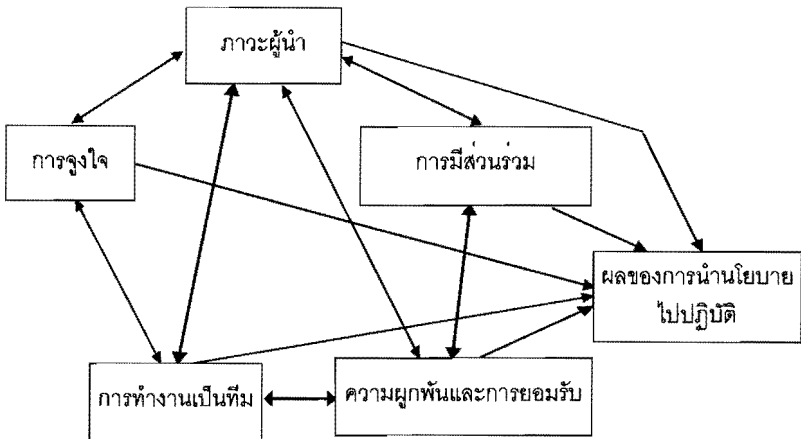 ภาวะผู้นำ
การจูงใจ
การมีส่วนร่วม
ผลของการนำนโยบาย
ไปปฏิบัติ
การทำงานเป็นทีม
ความผูกพันและการยอมรับ